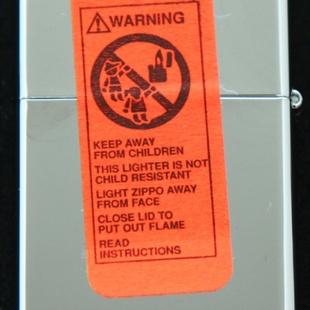 WARNING
KEEP AWAY
FROM CHILDREN
THIS LIGHTER IS NOT
CHILD RESISTANT
LIGHT ZIPPO AWAY
FROM FACE
CLOSE LID TO
PUT OUT FLAME
READ
INSTRUCTIONS